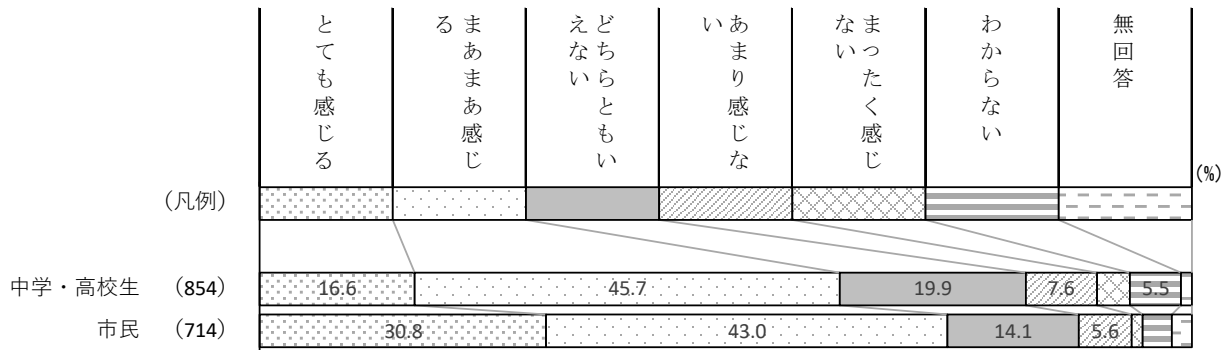 とても感じる
まあまあ感じ
る
どちらともい
えない
あまり感じな
い
まったく感じ
ない
わからない
無回答
(%)
(凡例)
中学・高校生 (854) 16.6 45.7 19.9 7.6 5.5
市民 (714) 30.8 43.0 14.1 5.6